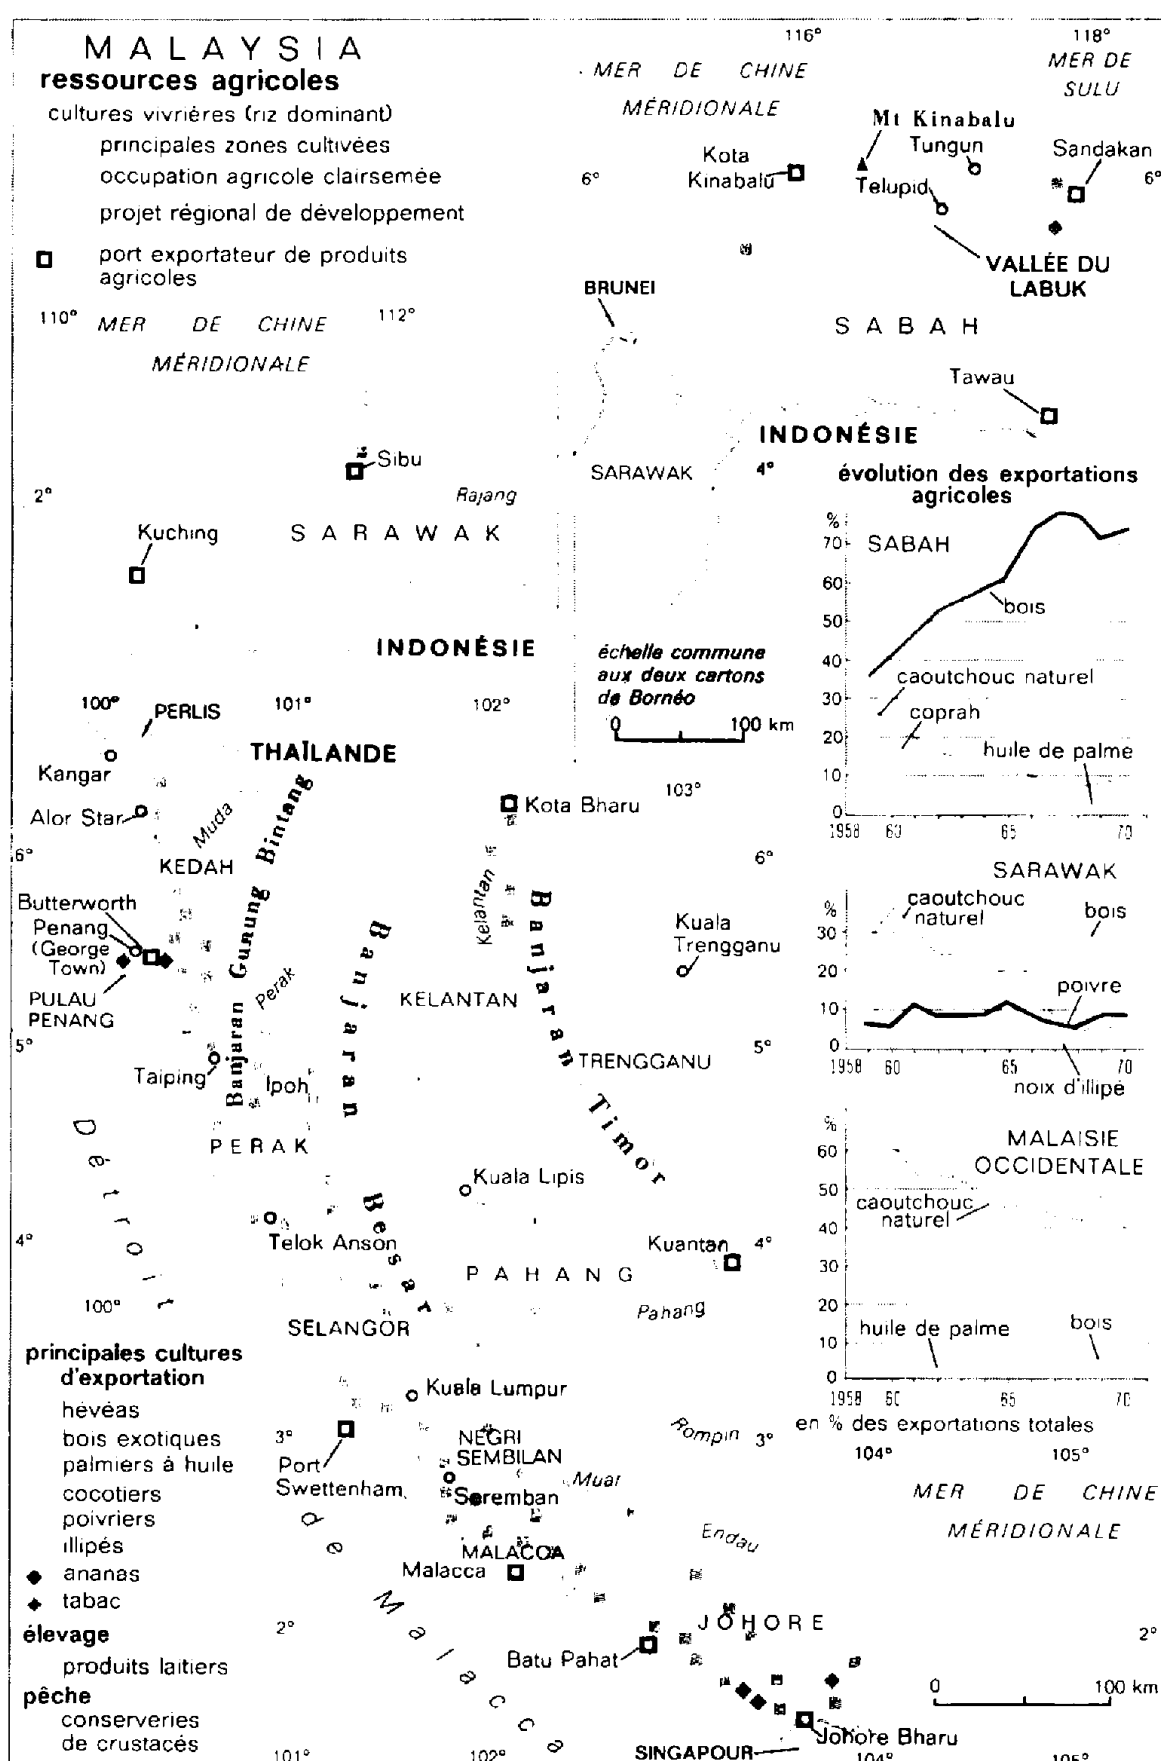 MALAYSIA
ressources agricoles
cultures vivrières (riz dominant)
principales zones cultivées
occupation agricole clairsemée
projet régional de développement
port exportateur de produits
agricoles
116°
118°
MER DE CHINE
MÉRIDIONALE
MER DE
SULU
Mt Kinabalu
Tungun
Kota
Kinabalu
Sandakan
6°
Telupid
6°
VALLÉE DU
LABUK
BRUNEI
SABAH
110°
MER DE CHINE
MÉRIDIONALE
112°
Tawau
INDONÉSIE
Sibu
SARAWAK
4°
2°
Rajang
Kuching
SARAWAK
INDONÉSIE
échelle commune
aux deux cartons
de Bornéo
0 100 km
évolution des exportations
agricoles
%
SABAH
70
60
50
40
30
20
10
0
bois
caoutchouc naturel
coprah
huile de palme
1958 60 65 70
100°
PERLIS
101°
102°
THAÏLANDE
Kangar
103°
Alor Star
Muda
Kota Bharu
6°
KEDAH
6°
Banjaran Gunung Bintang
Butterworth
Penang
(George
Town)
PULAU
PENANG
Kelantan
Kuala
Trengganu
Perak
KELANTAN
Banjaran Timor
5°
5°
TRENGGANU
Taiping
Ipoh
PERAK
Banjaran Besar
Kuala Lipis
Telok Anson
Kuantan
4°
4°
PAHANG
Pahang
100°
SELANGOR
SARAWAK
%
30
20
10
0
caoutchouc
naturel
bois
poivre
1958 60 65 70
noix d'illipé
%
MALAISIE
OCCIDENTALE
60
50
40
30
20
10
0
caoutchouc
naturel
huile de palme
bois
1958 60 65 70
en % des exportations totales
principales cultures
d'exportation
hévéas
bois exotiques
palmiers à huile
cocotiers
poivriers
illipés
ananas
tabac
élevage
produits laitiers
pêche
conserveries
de crustacés
Kuala Lumpur
3°
Port
Swettenham
NEGRI
SEMBILAN
Seremban
Muar
Rompin
3°
104°
105°
MER DE CHINE
MÉRIDIONALE
Endau
MALACCA
Malacca
Détroit de Malacca
2°
JOHORE
2°
Batu Pahat
0 100 km
Johore Bharu
SINGAPOUR
101°
102°
104°
105°